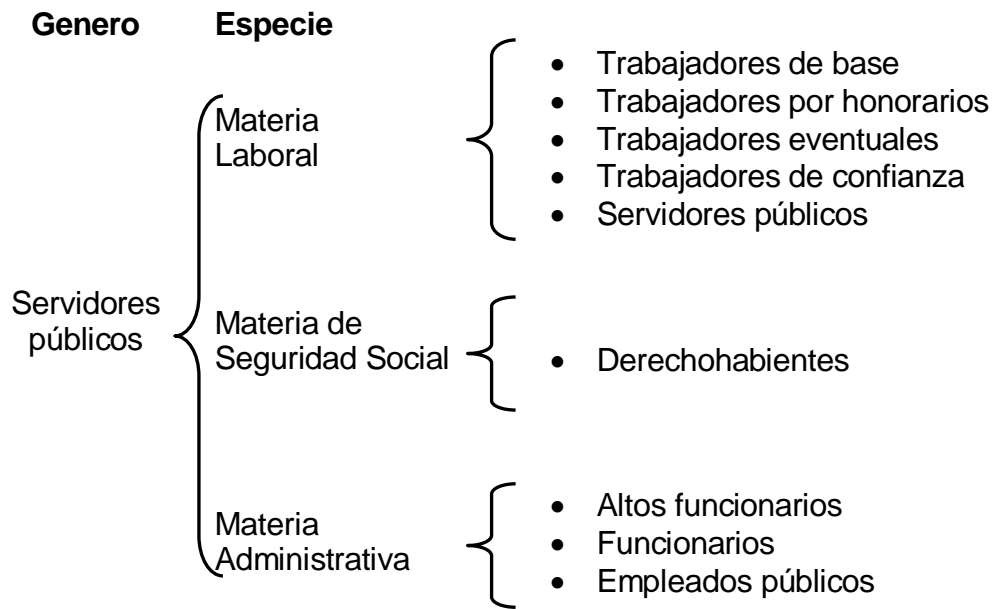 Genero Especie
Materia
Laboral
• Trabajadores de base
• Trabajadores por honorarios
• Trabajadores eventuales
• Trabajadores de confianza
• Servidores públicos
Servidores
públicos
Materia de
Seguridad Social
• Derechohabientes
Materia
Administrativa
• Altos funcionarios
• Funcionarios
• Empleados públicos